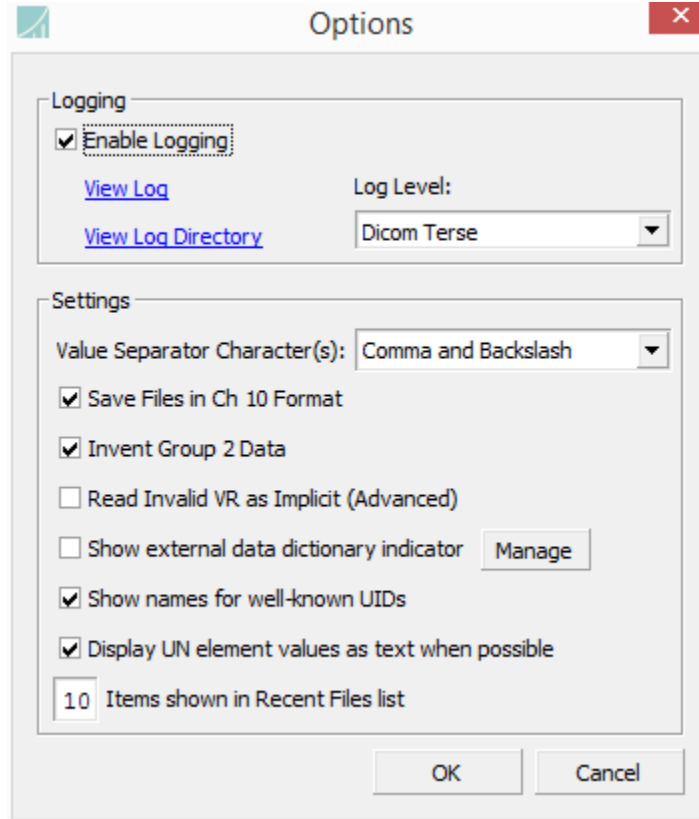 Options
Logging
Enable Logging
View Log
Log Level:
View Log Directory
Dicom Terse
Settings
Value Separator Character(s): Comma and Backslash
Save Files in Ch 10 Format
Invent Group 2 Data
Read Invalid VR as Implicit (Advanced)
Show external data dictionary indicator Manage
Show names for well-known UIDs
Display UN element values as text when possible
10 Items shown in Recent Files list
OK Cancel